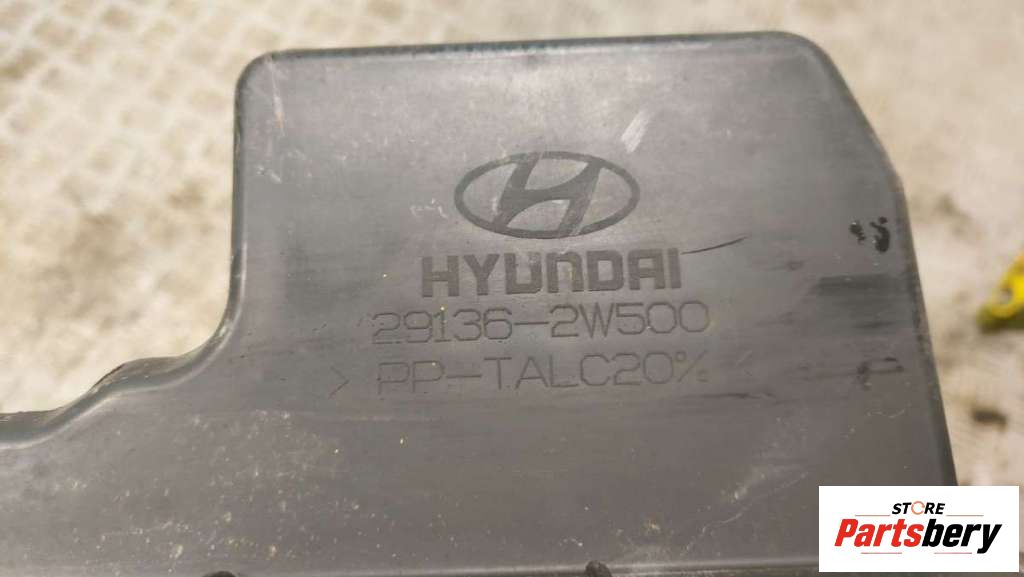 HYUNDAI
29136-2W500
>PP-TALC20%<
STORE
Partsbery